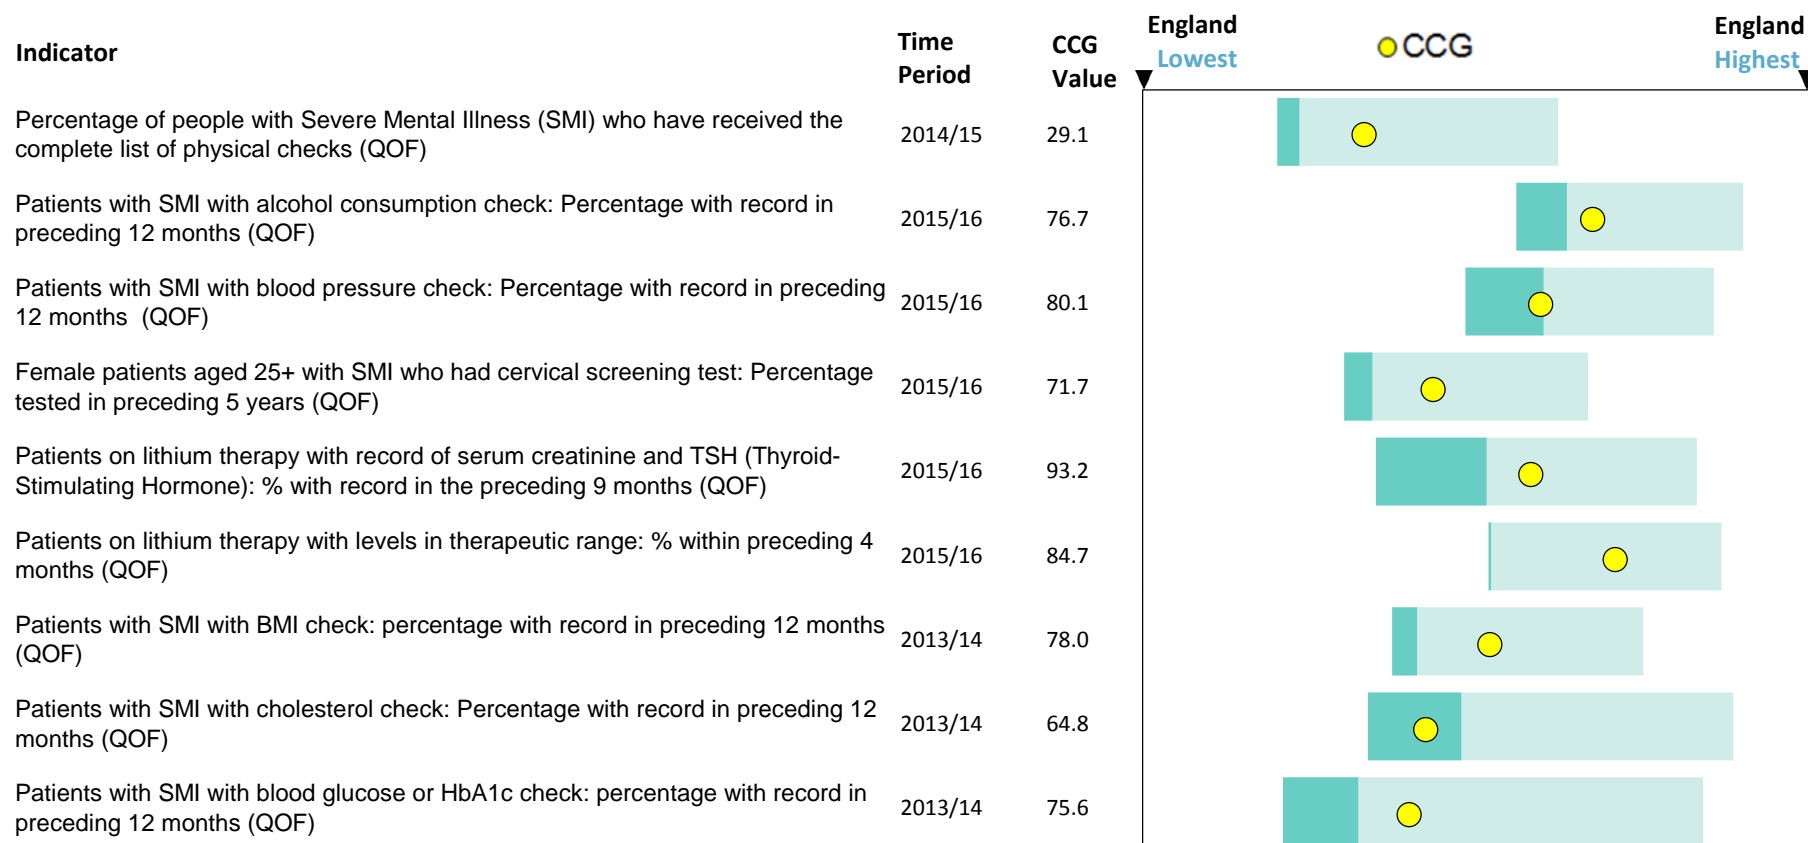 Indicator
Time
Period
CCG
Value
England
Lowest
CCG
England
Highest
Percentage of people with Severe Mental Illness (SMI) who have received the
complete list of physical checks (QOF)
2014/15
29.1
Patients with SMI with alcohol consumption check: Percentage with record in
preceding 12 months (QOF)
2015/16
76.7
Patients with SMI with blood pressure check: Percentage with record in preceding
12 months  (QOF)
2015/16
80.1
Female patients aged 25+ with SMI who had cervical screening test: Percentage
tested in preceding 5 years (QOF)
2015/16
71.7
Patients on lithium therapy with record of serum creatinine and TSH (Thyroid-
Stimulating Hormone): % with record in the preceding 9 months (QOF)
2015/16
93.2
Patients on lithium therapy with levels in therapeutic range: % within preceding 4
months (QOF)
2015/16
84.7
Patients with SMI with BMI check: percentage with record in preceding 12 months
(QOF)
2013/14
78.0
Patients with SMI with cholesterol check: Percentage with record in preceding 12
months (QOF)
2013/14
64.8
Patients with SMI with blood glucose or HbA1c check: percentage with record in
preceding 12 months (QOF)
2013/14
75.6